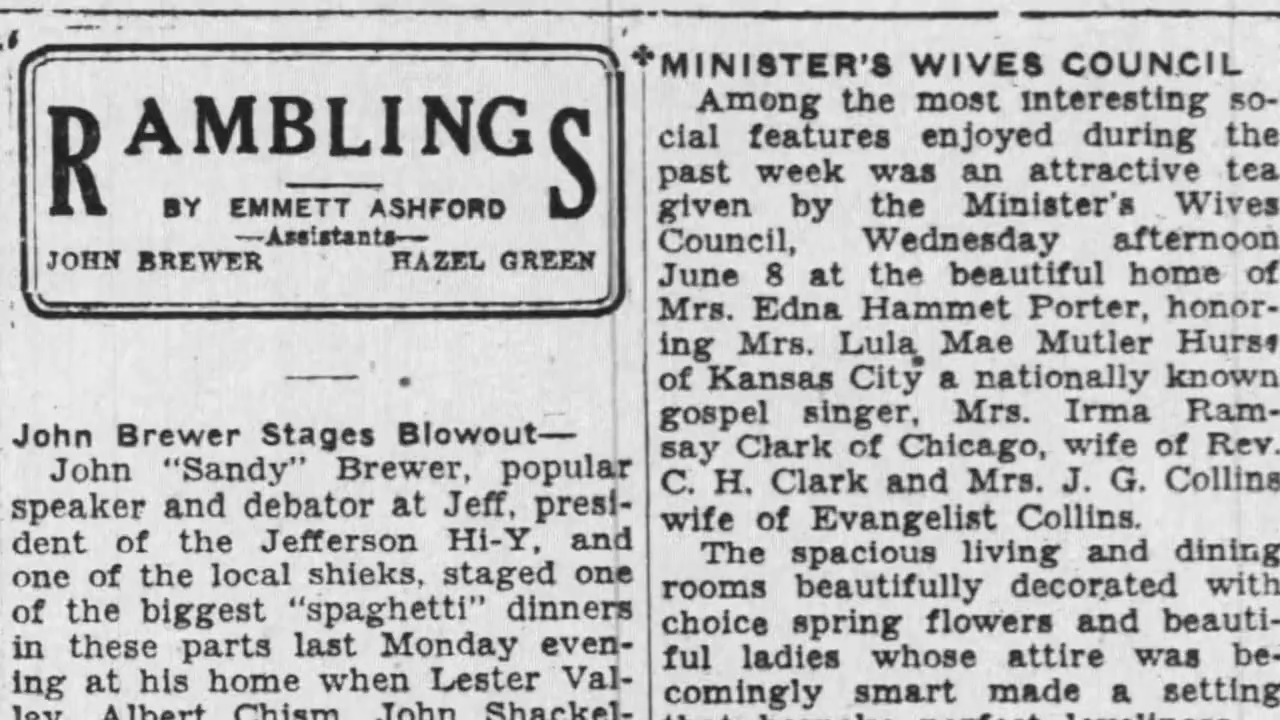 RAMBLINGS
BY EMMETT ASHFORD
—Assistants—
JOHN BREWER HAZEL GREEN
John Brewer Stages Blowout—
John “Sandy” Brewer, popular
speaker and debator at Jeff, presi-
dent of the Jefferson Hi-Y, and
one of the local shieks, staged one
of the biggest “spaghetti” dinners
in these parts last Monday even-
ing at his home when Lester Val-
ley, Albert Chism, John Shackel-
MINISTER'S WIVES COUNCIL
Among the most interesting so-
cial features enjoyed during the
past week was an attractive tea
given by the Minister's Wives
Council, Wednesday afternoon
June 8 at the beautiful home of
Mrs. Edna Hammet Porter, honor-
ing Mrs. Lula Mae Mutler Hurse
of Kansas City a nationally known
gospel singer, Mrs. Irma Ram-
say Clark of Chicago, wife of Rev.
C. H. Clark and Mrs. J. G. Collins
wife of Evangelist Collins.
The spacious living and dining
rooms beautifully decorated with
choice spring flowers and beauti-
ful ladies whose attire was be-
comingly smart made a setting